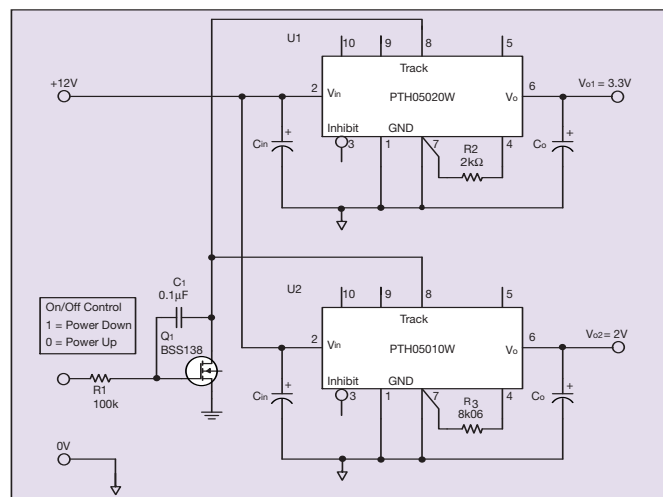 U1
10 9 8 5
Track
+12V
2 Vin PTH05020W Vo 6 Vo1 = 3.3V
Inhibit GND
Cin + 3 1 7 R2 4 Co +
2kΩ
C1
0.1µF
U2
10 9 8 5
Track
On/Off Control
1 = Power Down
0 = Power Up
Q1
BSS138
2 Vin PTH05010W Vo 6 Vo2 = 2V
Inhibit GND
R1
100k
Cin + 3 1 7 R3 4 Co +
8k06
0V